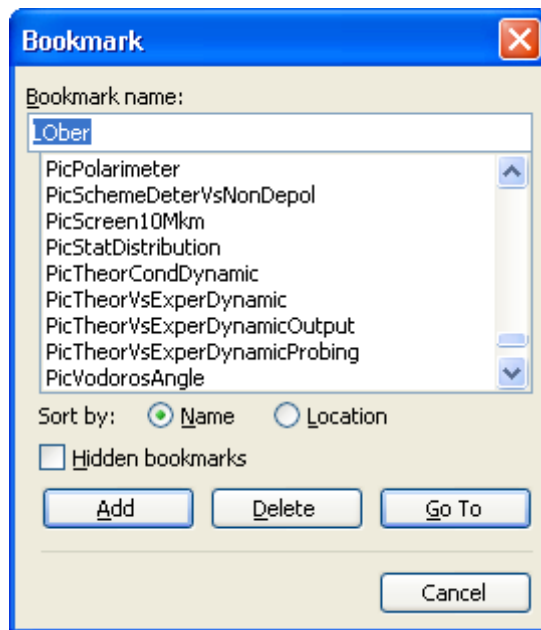 Bookmark
Bookmark name:
LOber
PicPolarimeter
PicSchemeDeterVsNonDepol
PicScreen10Mkm
PicStatDistribution
PicTheorCondDynamic
PicTheorVsExperDynamic
PicTheorVsExperDynamicOutput
PicTheorVsExperDynamicProbing
PicVodorosAngle
Sort by: Name Location
Hidden bookmarks
Add Delete Go To
Cancel